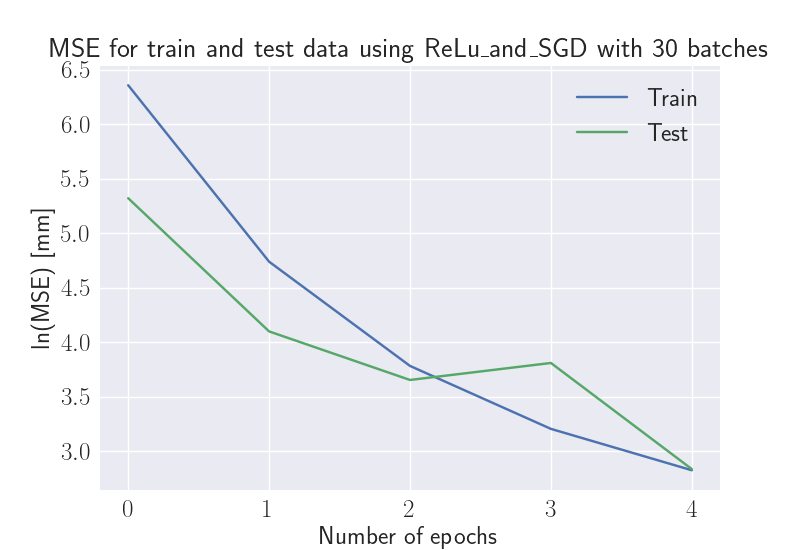 MSE for train and test data using ReLu_and_SGD with 30 batches
6.5
6.0
5.5
5.0
4.5
4.0
3.5
3.0
ln(MSE) [mm]
Train
Test
0 1 2 3 4
Number of epochs